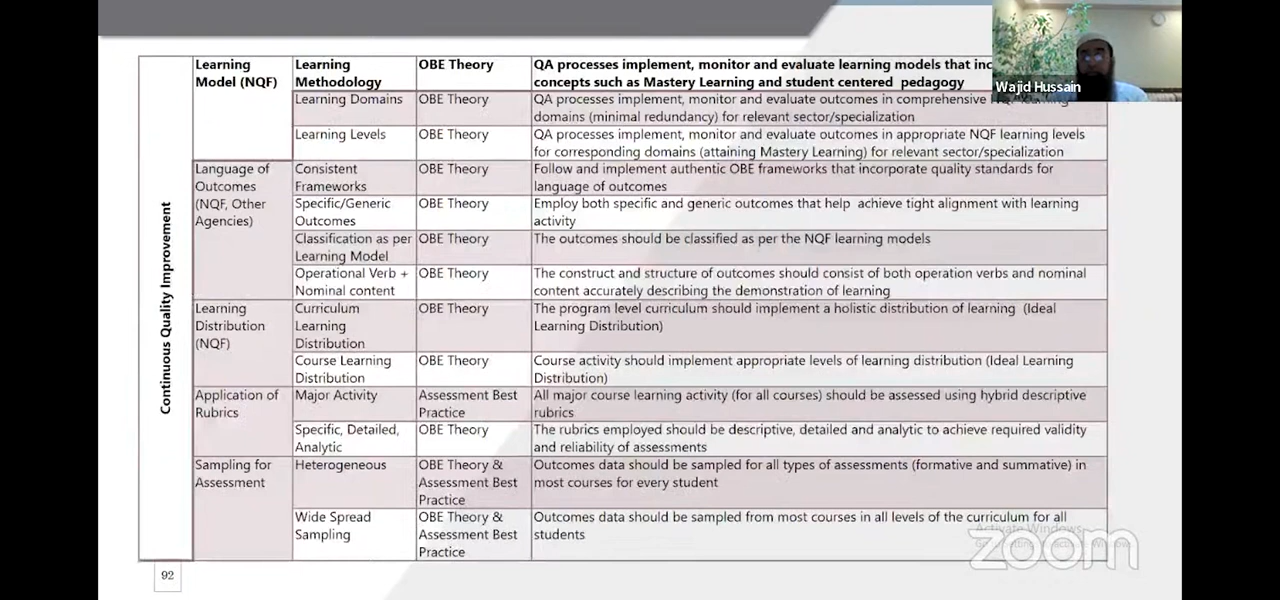 Learning Model (NQF)
Learning Methodology
OBE Theory
QA processes implement, monitor and evaluate learning models that
concepts such as Mastery Learning and student centered pedagogy
Wajid Hussain
Learning Domains
OBE Theory
QA processes implement, monitor and evaluate outcomes in comprehensive
domains (minimal redundancy) for relevant sector/specialization
Learning Levels
OBE Theory
QA processes implement, monitor and evaluate outcomes in appropriate NQF learning levels
for corresponding domains (attaining Mastery Learning) for relevant sector/specialization
Continuous Quality Improvement
Language of
Outcomes
(NQF, Other
Agencies)
Consistent
Frameworks
OBE Theory
Follow and implement authentic OBE frameworks that incorporate quality standards for
language of outcomes
Specific/Generic
Outcomes
OBE Theory
Employ both specific and generic outcomes that help achieve tight alignment with learning
activity
Classification as per
Learning Model
OBE Theory
The outcomes should be classified as per the NQF learning models
Operational Verb +
Nominal content
OBE Theory
The construct and structure of outcomes should consist of both operation verbs and nominal
content accurately describing the demonstration of learning
Learning
Distribution
(NQF)
Curriculum
Learning
Distribution
OBE Theory
The program level curriculum should implement a holistic distribution of learning (Ideal
Learning Distribution)
Course Learning
Distribution
OBE Theory
Course activity should implement appropriate levels of learning distribution (Ideal Learning
Distribution)
Application of
Rubrics
Major Activity
Assessment Best
Practice
All major course learning activity (for all courses) should be assessed using hybrid descriptive
rubrics
Specific, Detailed,
Analytic
OBE Theory
The rubrics employed should be descriptive, detailed and analytic to achieve required validity
and reliability of assessments
Sampling for
Assessment
Heterogeneous
OBE Theory &
Assessment Best
Practice
Outcomes data should be sampled for all types of assessments (formative and summative) in
most courses for every student
Wide Spread
Sampling
OBE Theory &
Assessment Best
Practice
Outcomes data should be sampled from most courses in all levels of the curriculum for all
students
Activate Windows
zoom
92